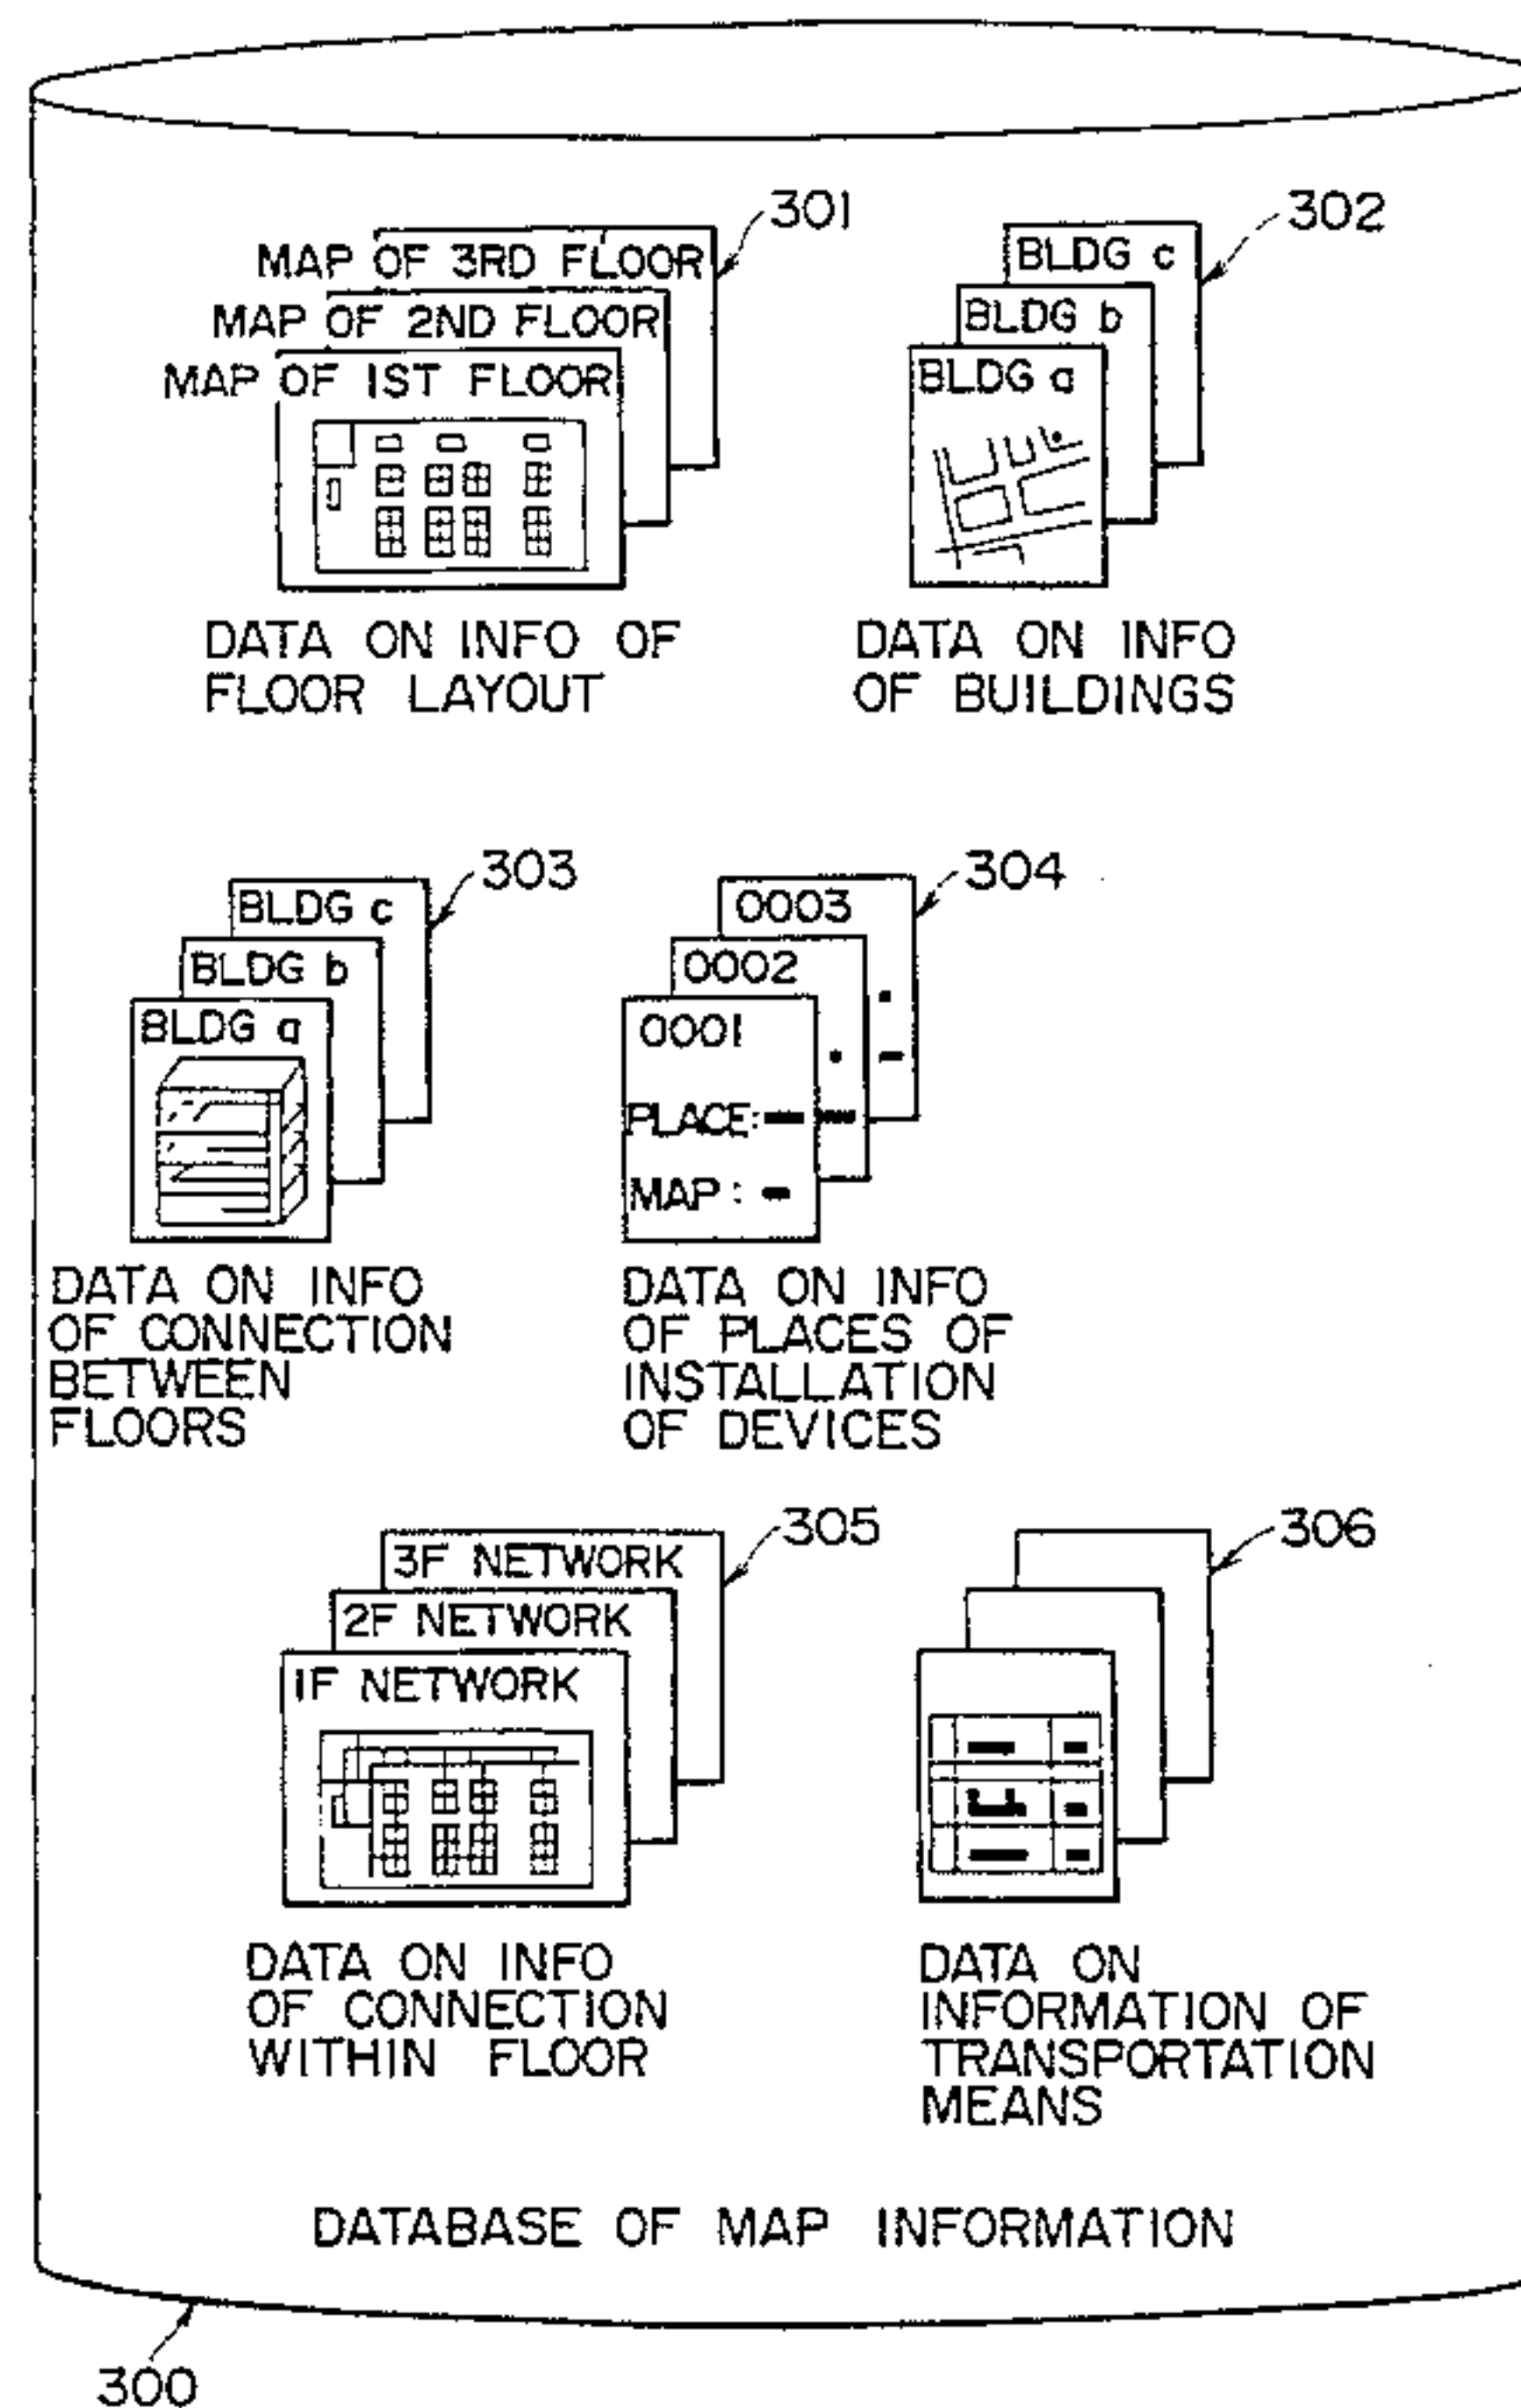 301
MAP OF 3RD FLOOR
MAP OF 2ND FLOOR
MAP OF 1ST FLOOR
DATA ON INFO OF
FLOOR LAYOUT
302
BLDG c
BLDG b
BLDG a
DATA ON INFO
OF BUILDINGS
303
BLDG c
BLDG b
BLDG a
DATA ON INFO
OF CONNECTION
BETWEEN
FLOORS
304
0003
0002
0001
PLACE:
MAP:
DATA ON INFO
OF PLACES OF
INSTALLATION
OF DEVICES
305
3F NETWORK
2F NETWORK
1F NETWORK
DATA ON INFO
OF CONNECTION
WITHIN FLOOR
306
DATA ON
INFORMATION OF
TRANSPORTATION
MEANS
DATABASE OF MAP INFORMATION
300